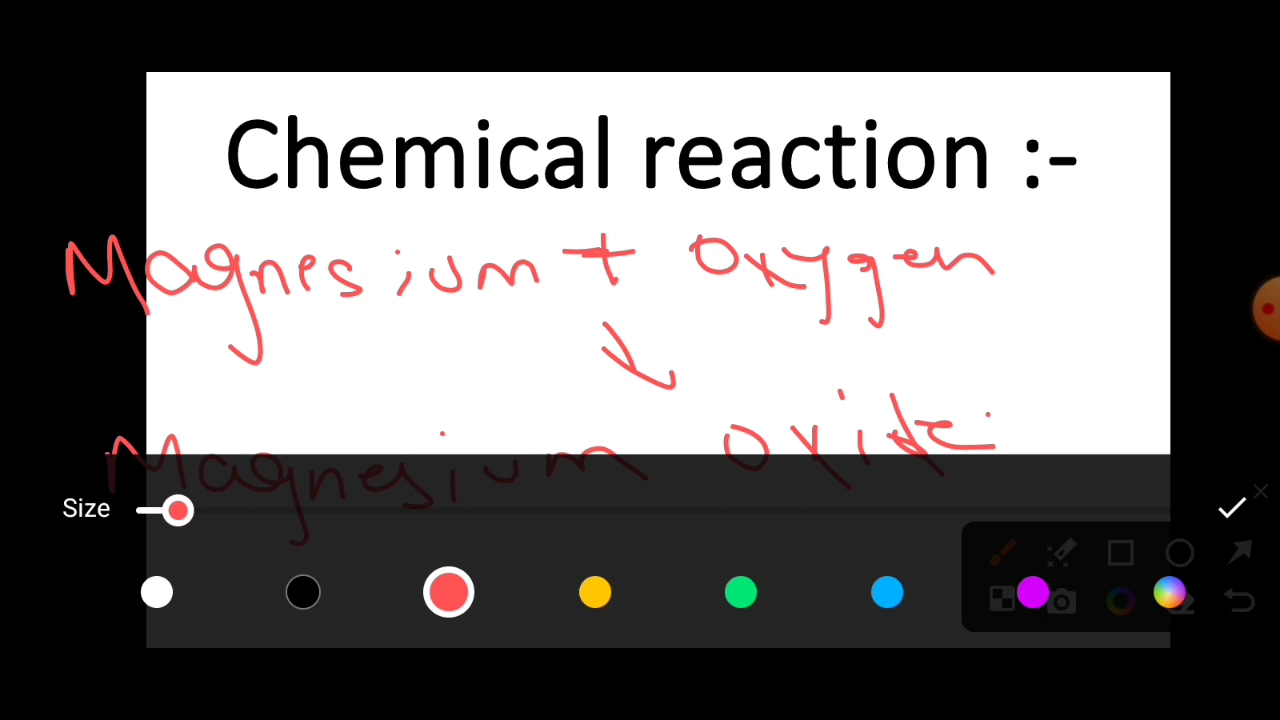 Chemical reaction :-
Magnesium + Oxygen
Magnesium oxide
Size